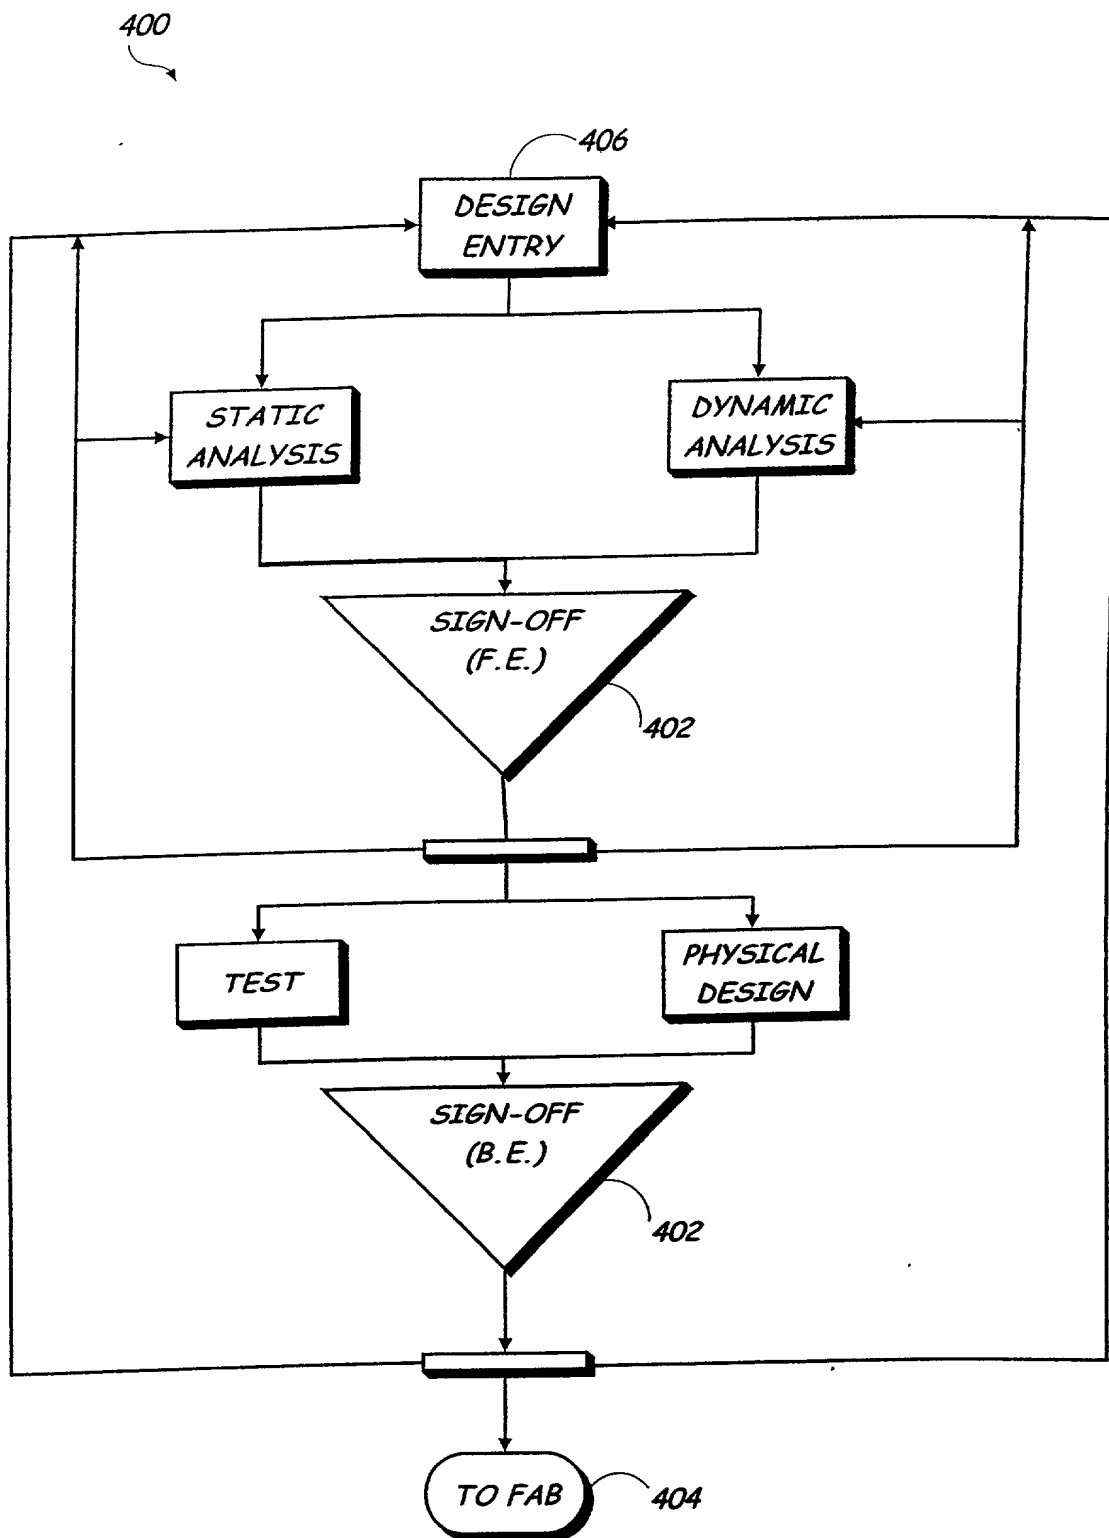 400
406
DESIGN
ENTRY
STATIC
ANALYSIS
DYNAMIC
ANALYSIS
SIGN-OFF
(F.E.)
402
TEST
PHYSICAL
DESIGN
SIGN-OFF
(B.E.)
402
TO FAB
404